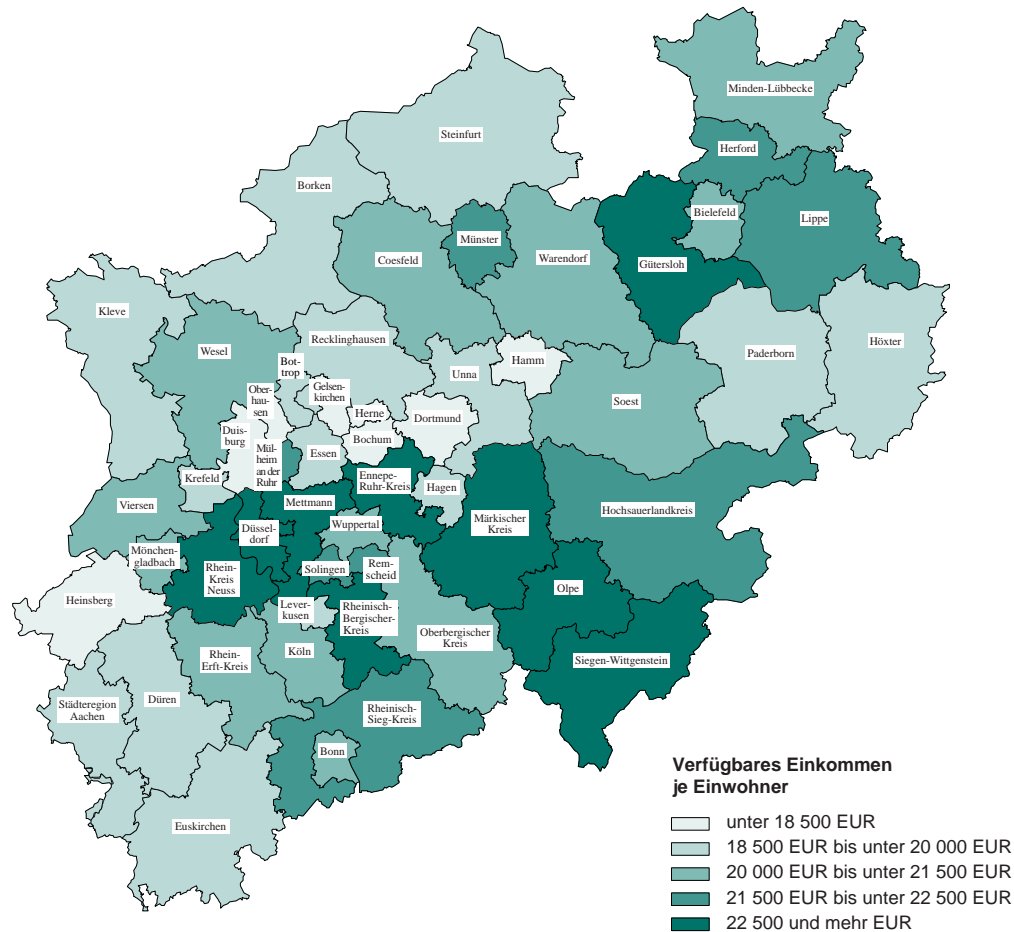 Minden-Lübbecke
Steinfurt
Herford
Borken
Bielefeld
Lippe
Münster
Coesfeld
Warendorf
Gütersloh
Kleve
Recklinghausen
Höxter
Wesel
Paderborn
Hamm
Bot-
trop
Unna
Gelsen-
kirchen
Ober-
hau-
sen
Soest
Herne
Dortmund
Duis-
burg
Bochum
Essen
Mül-
heim
an der
Ruhr
Krefeld
Ennepe-
Ruhr-Kreis
Hagen
Viersen
Mettmann
Hochsauerlandkreis
Märkischer
Kreis
Wuppertal
Düssel-
dorf
Mönchen-
gladbach
Rhein-
Kreis
Neuss
Solingen
Rem-
scheid
Olpe
Heinsberg
Lever-
kusen
Rheinisch-
Bergischer-
Kreis
Oberbergischer
Kreis
Köln
Rhein-
Erft-Kreis
Siegen-Wittgenstein
Städteregion
Aachen
Düren
Rheinisch-
Sieg-Kreis
Bonn
Euskirchen
Verfügbares Einkommen
je Einwohner
unter 18 500 EUR
18 500 EUR bis unter 20 000 EUR
20 000 EUR bis unter 21 500 EUR
21 500 EUR bis unter 22 500 EUR
22 500 und mehr EUR